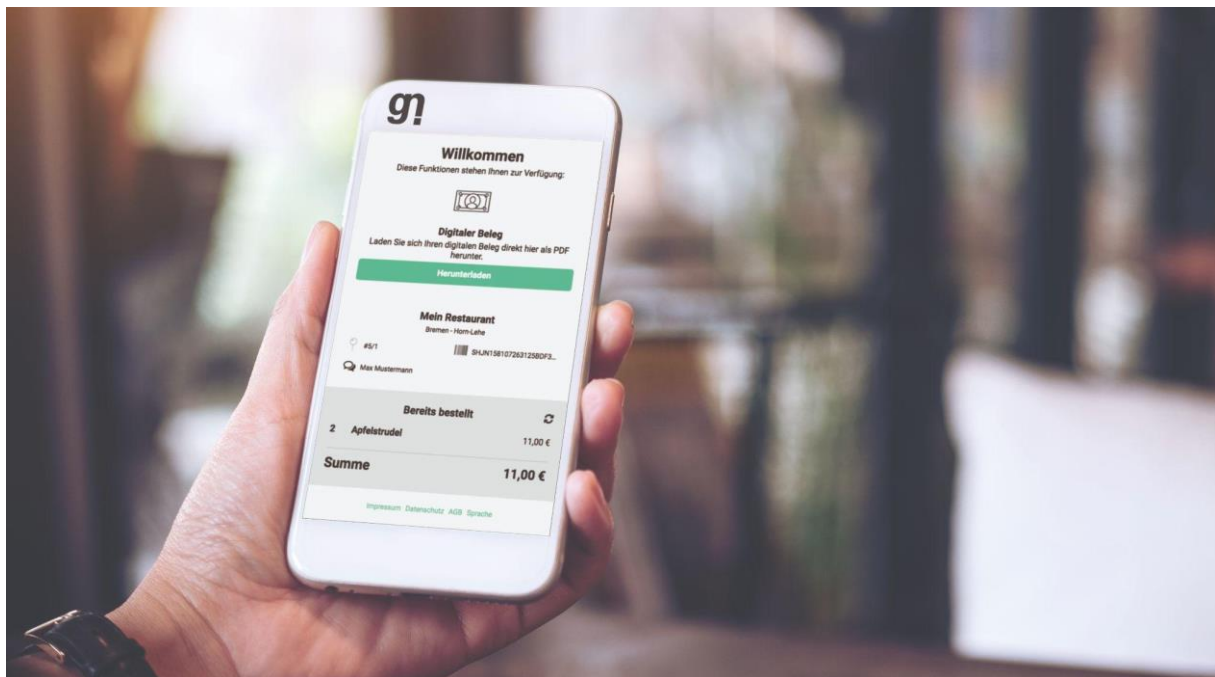 gn!
Willkommen
Diese Funktionen stehen Ihnen zur Verfügung:
Digitaler Beleg
Laden Sie sich Ihren digitalen Beleg direkt hier als PDF
herunter.
Herunterladen
Mein Restaurant
Bremen - Horn-Lehe
#5/1 SHJN1581072631258DF3...
Max Mustermann
Bereits bestellt
2 Apfelstrudel 11,00 €
Summe 11,00 €
Impressum Datenschutz AGB Sprache